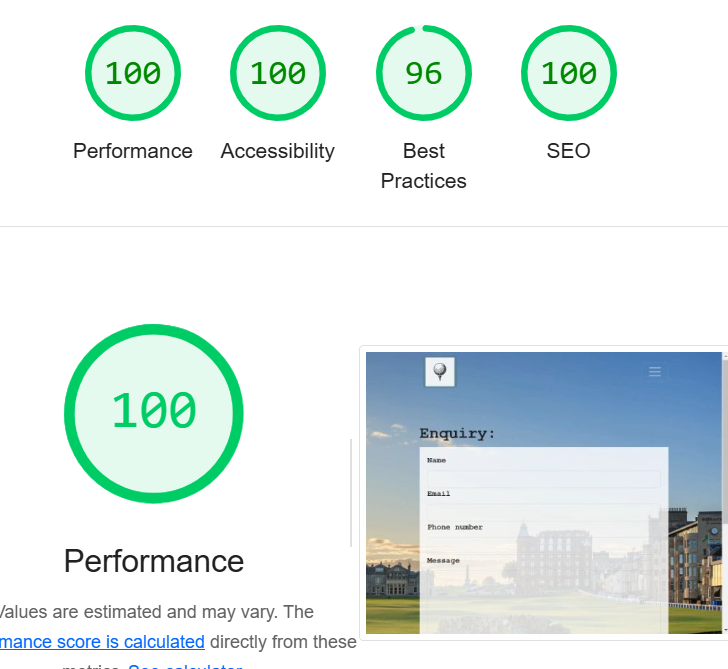 100
100
96
100
Performance
Accessibility
Best
Practices
SEO
100
Performance
Values are estimated and may vary. The
mance score is calculated directly from these
metrics. See calculator.
Enquiry:
Name
Email
Phone number
Message